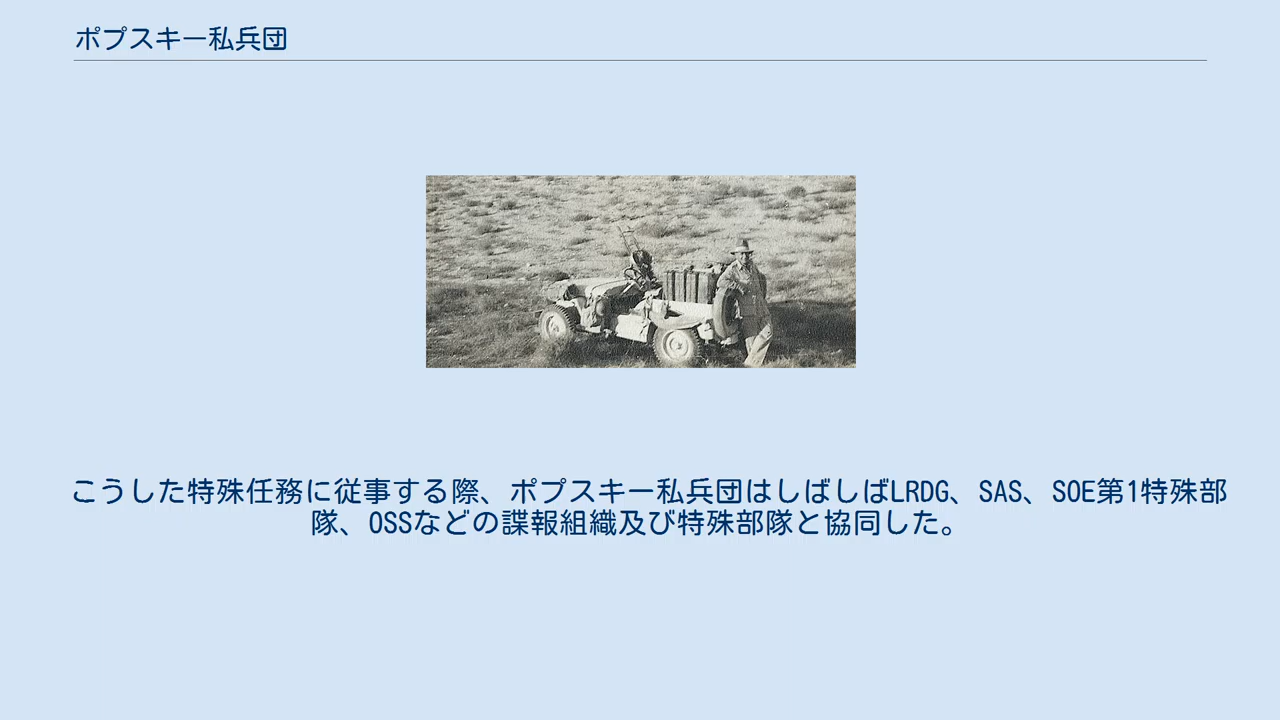 ポプスキー私兵団
こうした特殊任務に従事する際、ポプスキー私兵団はしばしばLRDG、SAS、SOE第1特殊部
隊、OSSなどの諜報組織及び特殊部隊と協同した。